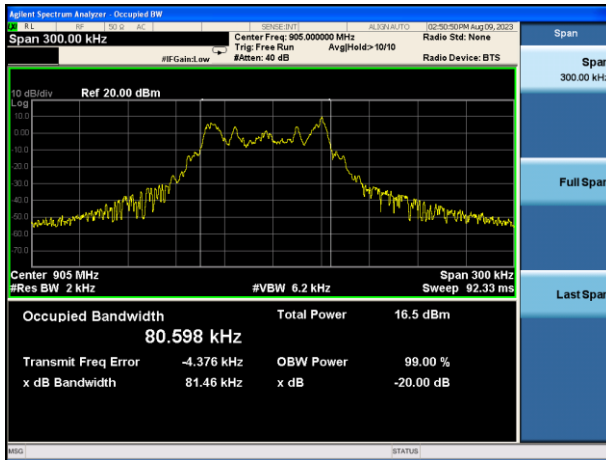 Agilent Spectrum Analyzer - Occupied BW
RL RF 50 Ω AC SENSE:INT ALIGN AUTO 02:50:50PM Aug 09, 2023
Span 300.00 kHz
Center Freq: 905.000000 MHz
Radio Std: None
Trig: Free Run Avg|Hold:> 10/10
#IFGain:Low #Atten: 40 dB Radio Device: BTS
10 dB/div Ref 20.00 dBm
Log
10.0
0.00
-10.0
-20.0
-30.0
-40.0
-50.0
-60.0
-70.0
Center 905 MHz Span 300 kHz
#Res BW 2 kHz #VBW 6.2 kHz Sweep 92.33 ms
Occupied Bandwidth Total Power 16.5 dBm
80.598 kHz
Transmit Freq Error -4.376 kHz OBW Power 99.00 %
x dB Bandwidth 81.46 kHz x dB -20.00 dB
MSG STATUS
Span
Span
300.00 kHz
Full Span
Last Span